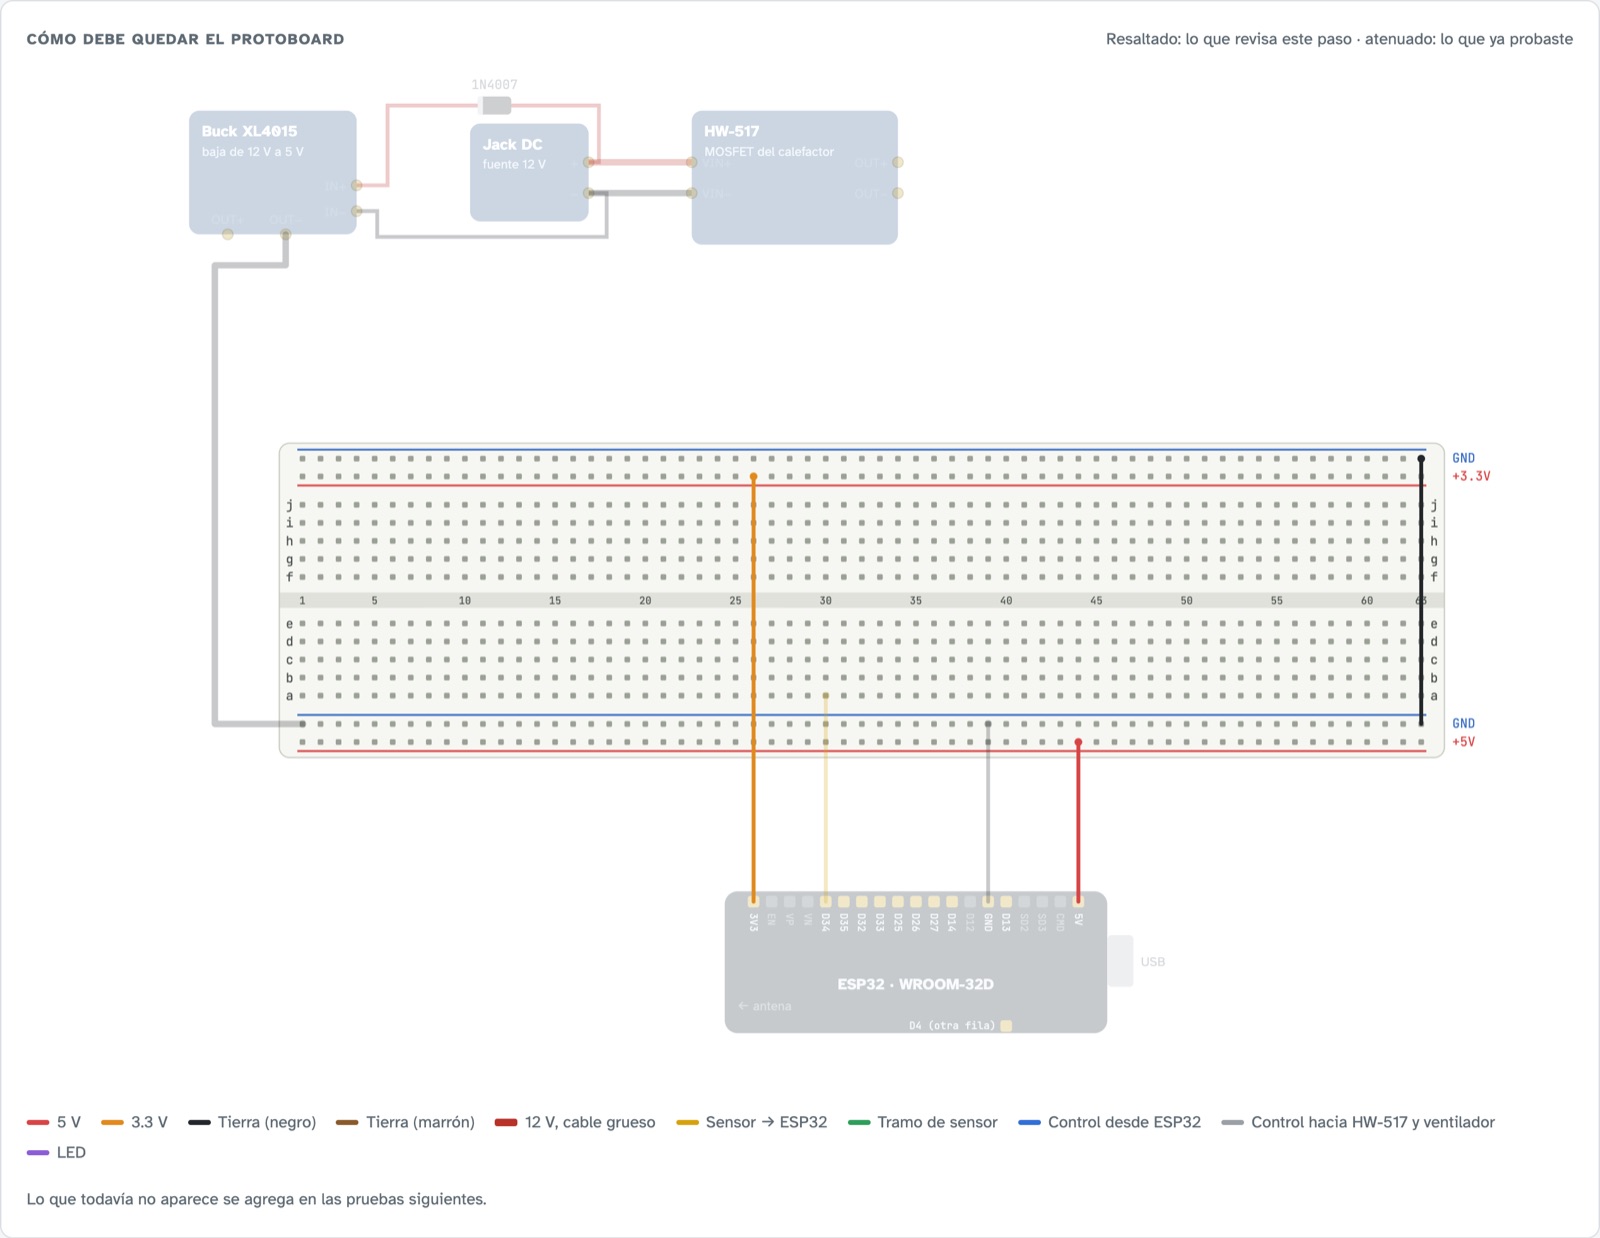 CÓMO DEBE QUEDAR EL PROTOBOARD
Resaltado: lo que revisa este paso · atenuado: lo que ya probaste
1N4007
Buck XL4015
baja de 12 V a 5 V
IN+
IN-
OUT+ OUT-
Jack DC
fuente 12 V
+
-
HW-517
MOSFET del calefactor
VIN+ OUT+
VIN- OUT-
GND
+3.3V
j j
i i
h h
g g
f f
1 5 10 15 20 25 30 35 40 45 50 55 60 63
e e
d d
c c
b b
a a
GND
+5V
3V3 EN VP VN D34 D35 D32 D33 D25 D26 D27 D14 D12 GND D13 SD2 SD3 CMD 5V
USB
ESP32 · WROOM-32D
← antena
D4 (otra fila)
5 V 3.3 V Tierra (negro) Tierra (marrón) 12 V, cable grueso Sensor → ESP32 Tramo de sensor Control desde ESP32 Control hacia HW-517 y ventilador
LED
Lo que todavía no aparece se agrega en las pruebas siguientes.